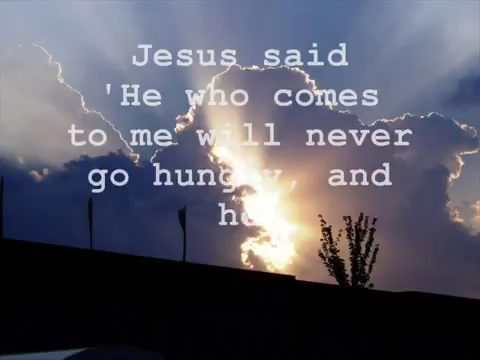 Jesus said
'He who comes
to me will never
go hungry, and
he